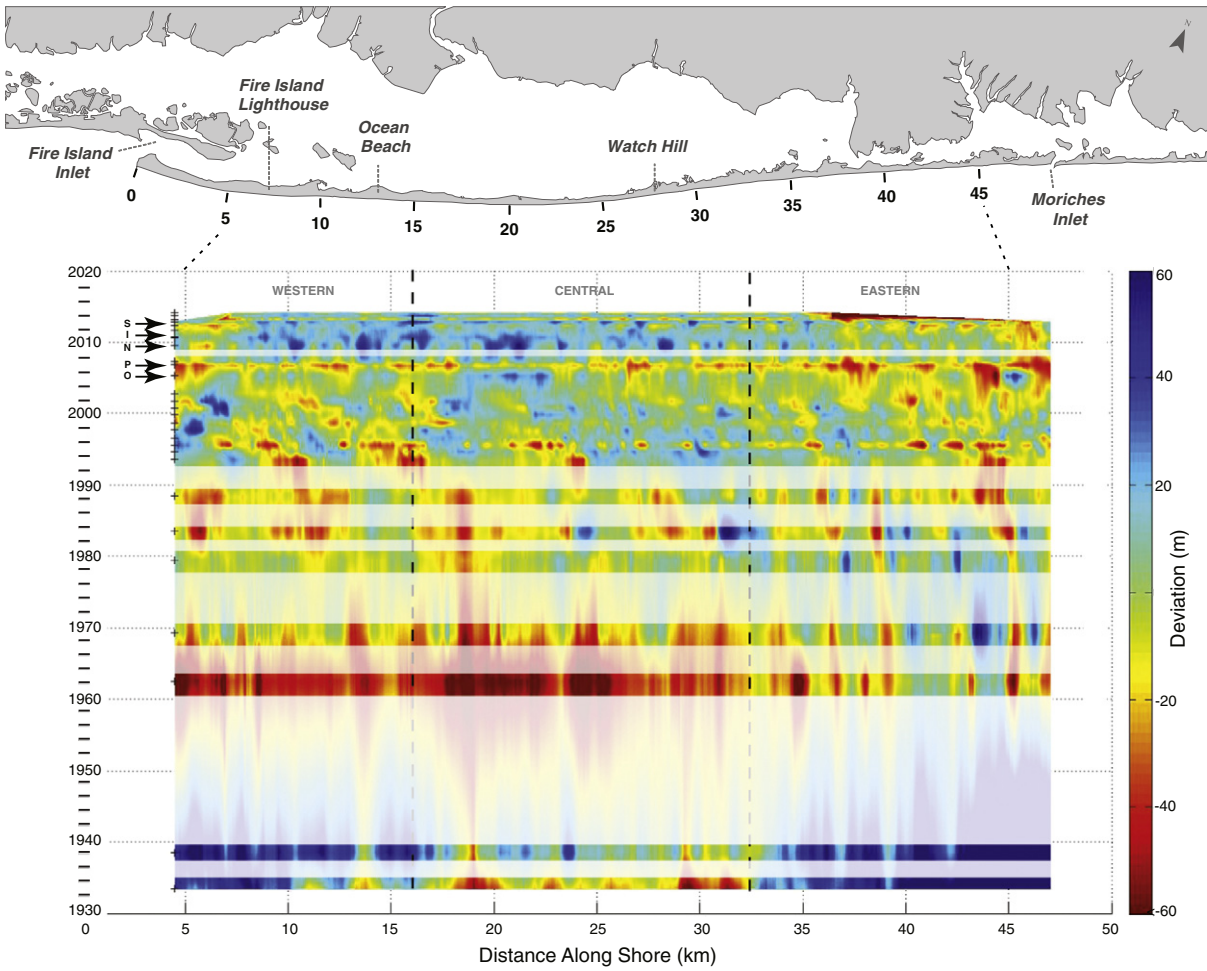 N
Fire Island
Lighthouse
Ocean
Beach
Watch Hill
Fire Island
Inlet
Moriches
Inlet
0
5
10
15
20
25
30
35
40
45
2020
2010
2000
1990
1980
1970
1960
1950
1940
1930
S
I
N
P
O
WESTERN
CENTRAL
EASTERN
0
5
10
15
20
25
30
35
40
45
50
Distance Along Shore (km)
60
40
20
0
-20
-40
-60
Deviation (m)